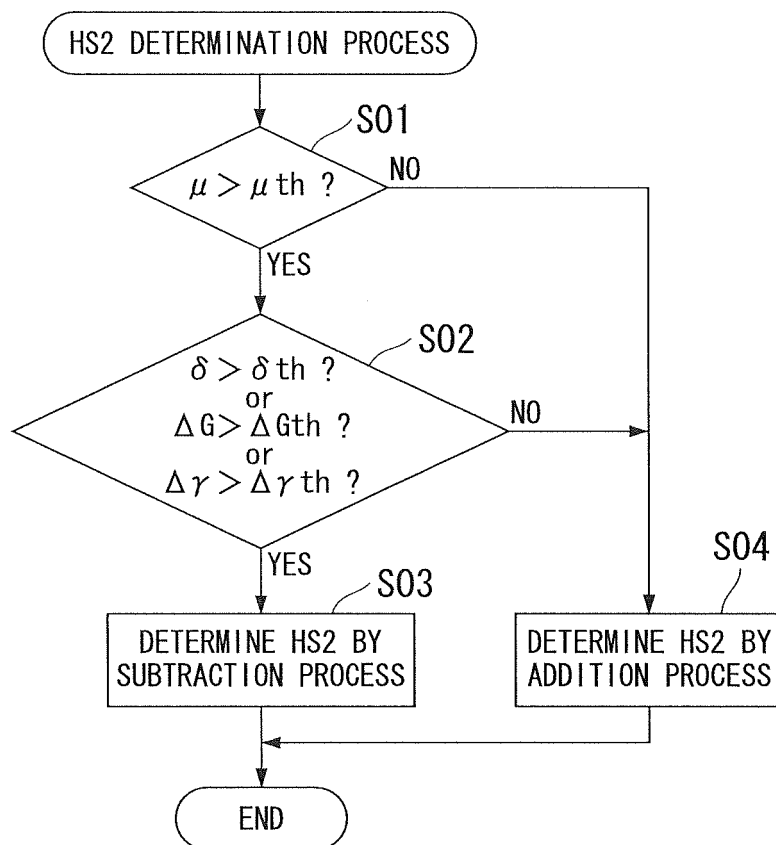 HS2 DETERMINATION PROCESS
S01
μ > μth ?
NO
YES
S02
δ > δth ?
or
ΔG > ΔGth ?
or
Δγ > Δγth ?
NO
YES
S03
DETERMINE HS2 BY
SUBTRACTION PROCESS
S04
DETERMINE HS2 BY
ADDITION PROCESS
END